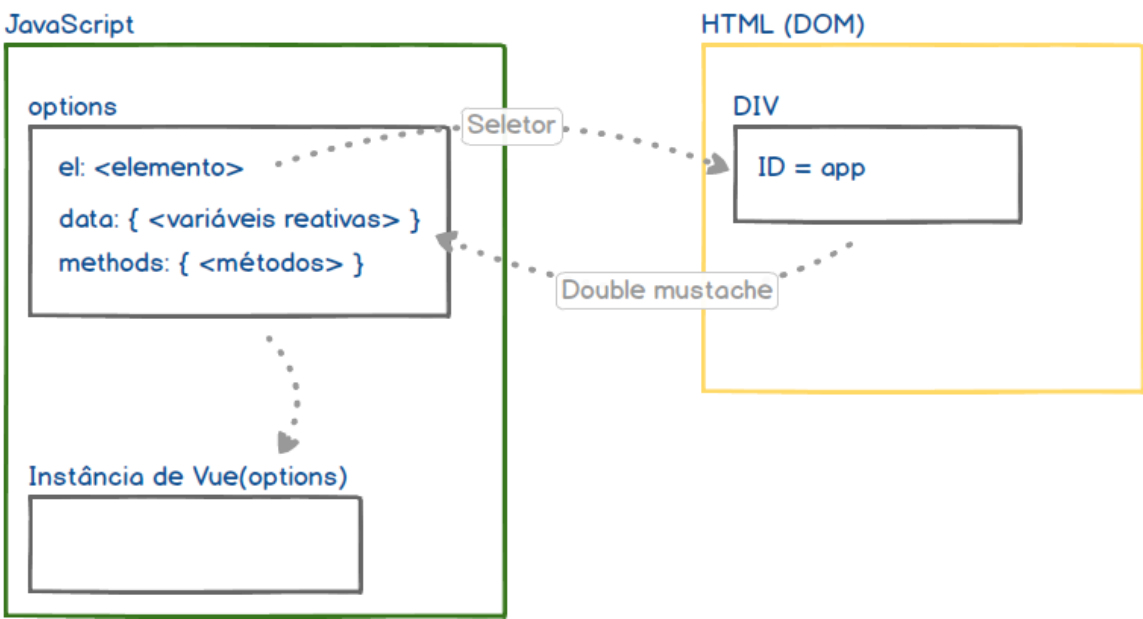 JavaScript
HTML (DOM)
options
DIV
Seletor
el: <elemento>
ID = app
data: { <variáveis reativas> }
methods: { <métodos> }
Double mustache
Instância de Vue(options)